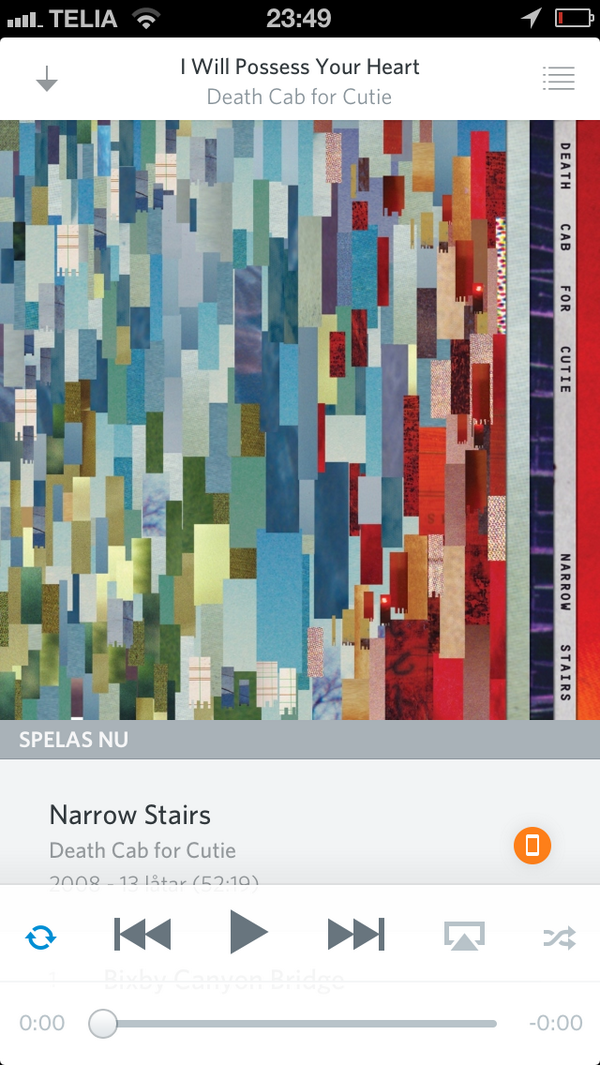 TELIA 23:49
I Will Possess Your Heart
Death Cab for Cutie
DEATH CAB FOR CUTIE NARROW STAIRS
SPELAS NU
Narrow Stairs
Death Cab for Cutie
2008 - 13 låtar (52:19)
1 Bixby Canyon Bridge
0:00 -0:00